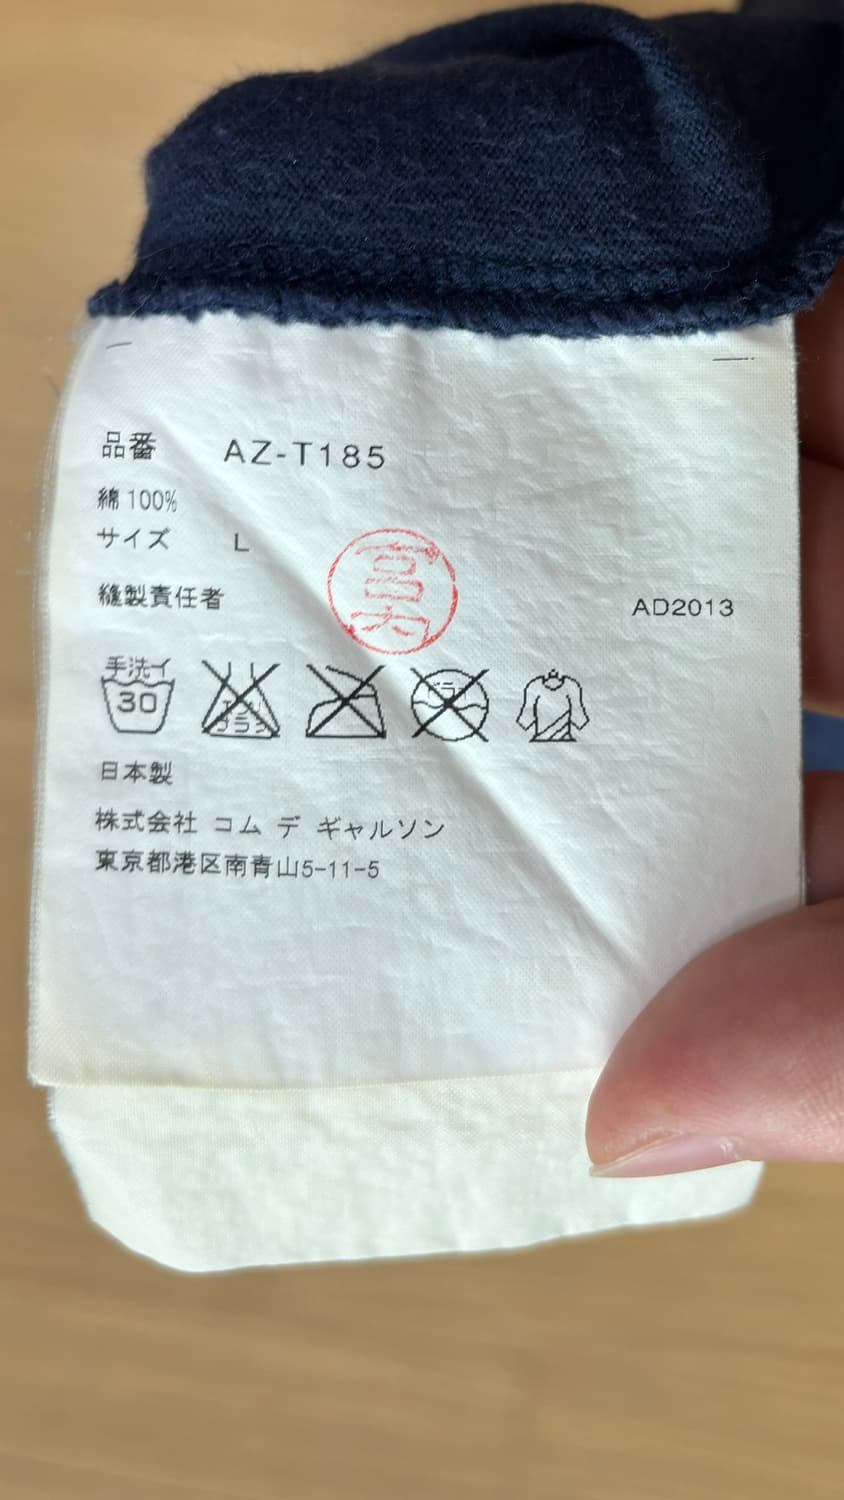 品番 AZ-T185
綿 100%
サイズ L
宮内
縫製責任者 AD2013
手洗イ
30
日本製
株式会社 コム デ ギャルソン
東京都港区南青山5-11-5